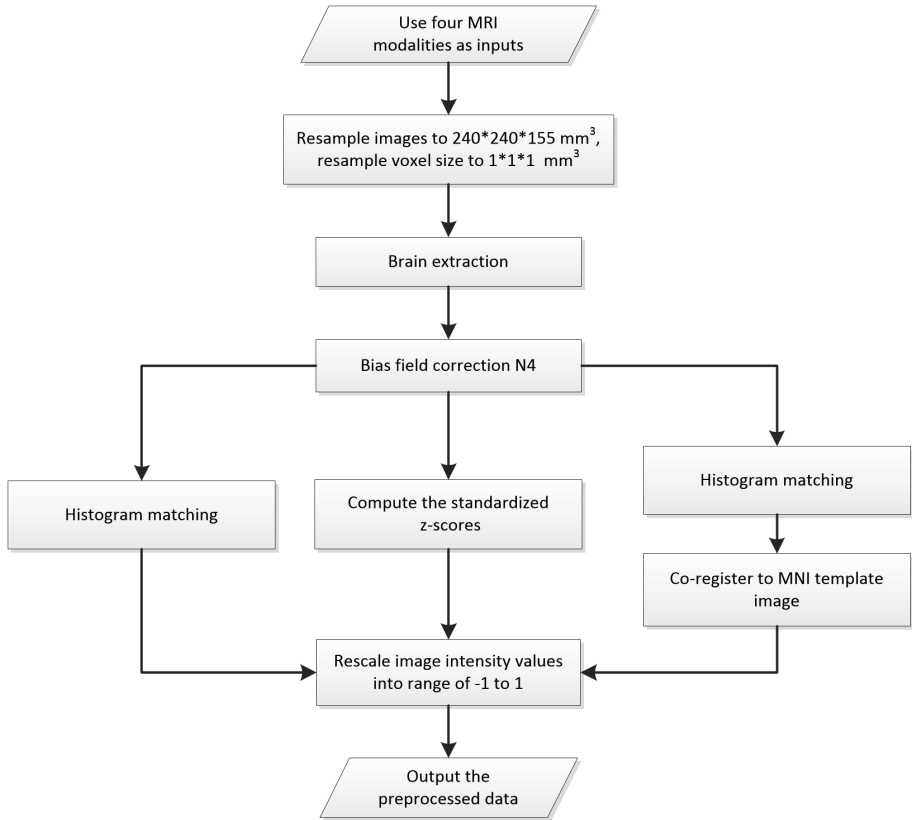 Use four MRI
modalities as inputs
Resample images to 240*240*155 mm³,
resample voxel size to 1*1*1 mm³
Brain extraction
Bias field correction N4
Histogram matching
Compute the standardized
z-scores
Histogram matching
Co-register to MNI template
image
Rescale image intensity values
into range of -1 to 1
Output the
preprocessed data